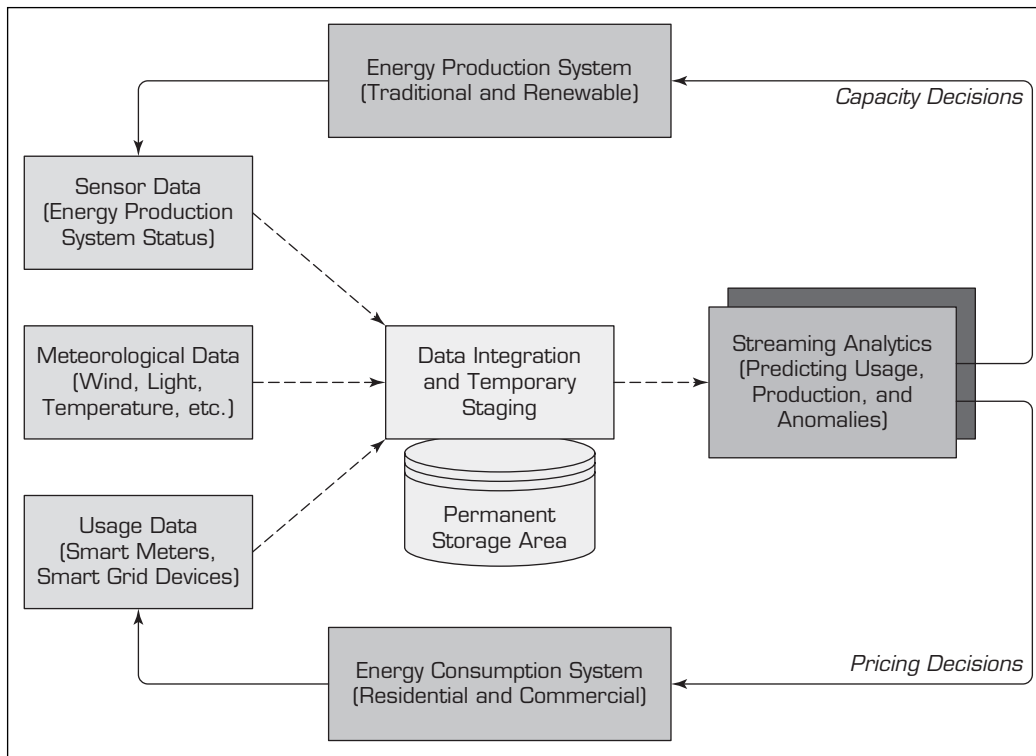 Energy Production System
(Traditional and Renewable)
Capacity Decisions
Sensor Data
(Energy Production
System Status)
Meteorological Data
(Wind, Light,
Temperature, etc.)
Data Integration
and Temporary
Staging
Streaming Analytics
(Predicting Usage,
Production, and
Anomalies)
Permanent
Storage Area
Usage Data
(Smart Meters,
Smart Grid Devices)
Energy Consumption System
(Residential and Commercial)
Pricing Decisions